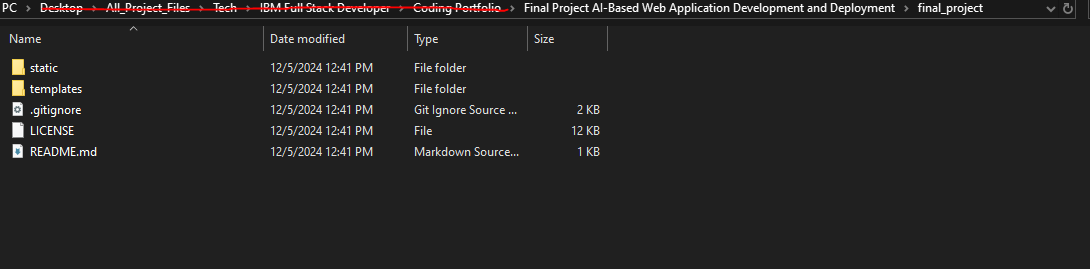 PC > Desktop > All_Project_Files > Tech > IBM Full Stack Developer > Coding Portfolio > Final Project AI-Based Web Application Development and Deployment > final_project
Name Date modified Type Size
static 12/5/2024 12:41 PM File folder
templates 12/5/2024 12:41 PM File folder
.gitignore 12/5/2024 12:41 PM Git Ignore Source ... 2 KB
LICENSE 12/5/2024 12:41 PM File 12 KB
README.md 12/5/2024 12:41 PM Markdown Source... 1 KB